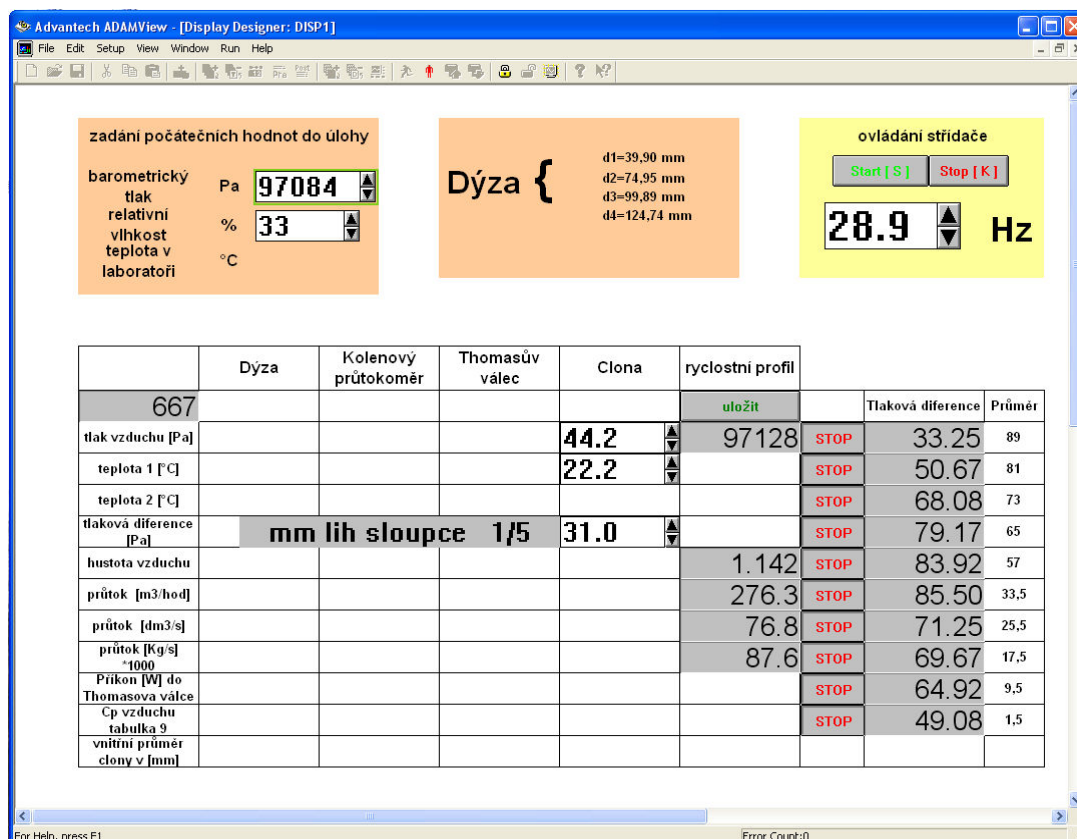 Advantech ADAMView - [Display Designer: DISP1]
File Edit Setup View Window Run Help
zadání počátečních hodnot do úlohy
barometrický
tlak
Pa 97084
relativní
vlhkost
% 33
teplota v
laboratoři
°C
Dýza {
d1=39,90 mm
d2=74,95 mm
d3=99,89 mm
d4=124,74 mm
ovládání střídače
Start [ S ] Stop [ K ]
28.9 Hz
Dýza
Kolenový
průtokoměr
Thomasův
válec
Clona
ryclostní profil
667 uložit Tlaková diference Průměr
tlak vzduchu [Pa] 44.2 97128 STOP 33.25 89
teplota 1 [°C] 22.2 STOP 50.67 81
teplota 2 [°C] STOP 68.08 73
tlaková diference
[Pa]
mm lih sloupce 1/5 31.0 STOP 79.17 65
hustota vzduchu 1.142 STOP 83.92 57
průtok [m3/hod] 276.3 STOP 85.50 33,5
průtok [dm3/s] 76.8 STOP 71.25 25,5
průtok [Kg/s]
*1000
87.6 STOP 69.67 17,5
Příkon [W] do
Thomasova válce
STOP 64.92 9,5
Cp vzduchu
tabulka 9
STOP 49.08 1,5
vnitřní průměr
clony v [mm]
For Help, press F1 Error Count:0